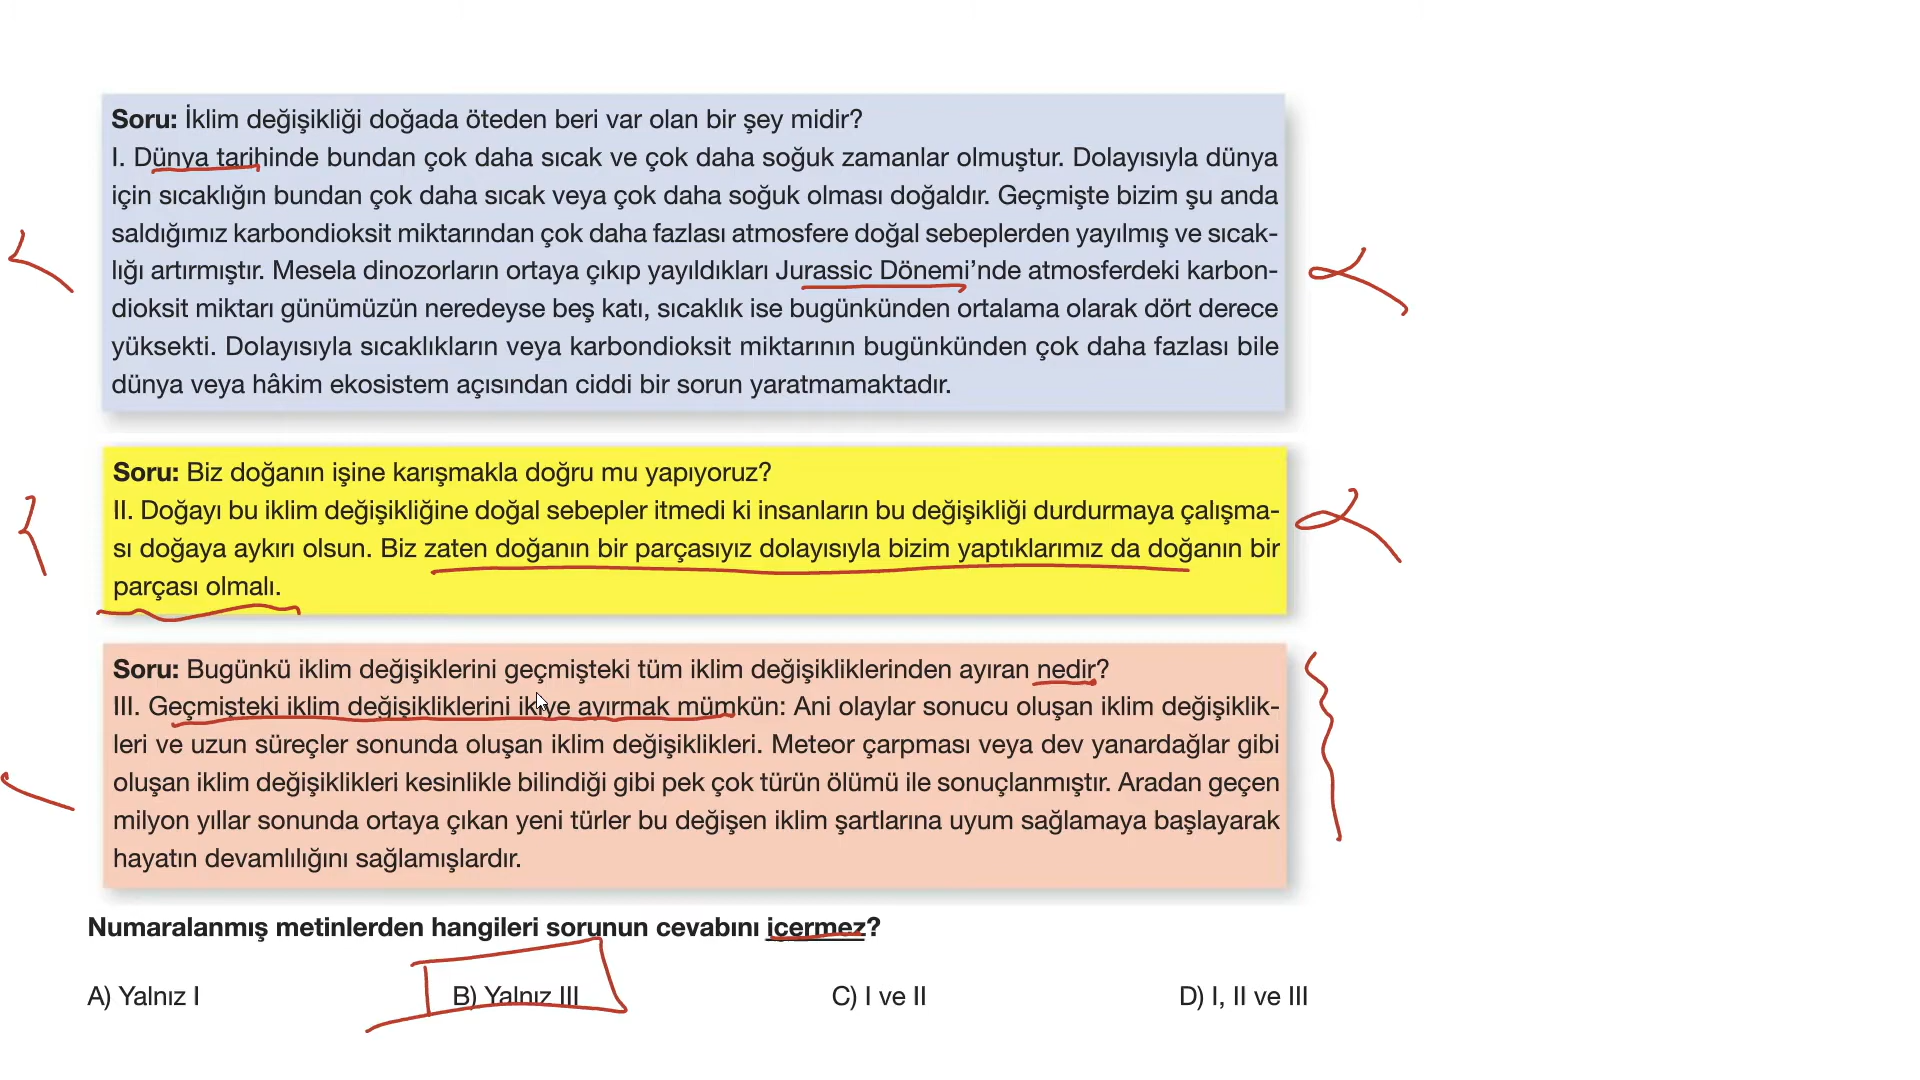 Soru: İklim değişikliği doğada öteden beri var olan bir şey midir?
I. Dünya tarihinde bundan çok daha sıcak ve çok daha soğuk zamanlar olmuştur. Dolayısıyla dünya
için sıcaklığın bundan çok daha sıcak veya çok daha soğuk olması doğaldır. Geçmişte bizim şu anda
saldığımız karbondioksit miktarından çok daha fazlası atmosfere doğal sebeplerden yayılmış ve sıcak-
lığı artırmıştır. Mesela dinozorların ortaya çıkıp yayıldıkları Jurassic Dönemi’nde atmosferdeki karbon-
dioksit miktarı günümüzün neredeyse beş katı, sıcaklık ise bugünkünden ortalama olarak dört derece
yüksekti. Dolayısıyla sıcaklıkların veya karbondioksit miktarının bugünkünden çok daha fazlası bile
dünya veya hâkim ekosistem açısından ciddi bir sorun yaratmamaktadır.
Soru: Biz doğanın işine karışmakla doğru mu yapıyoruz?
II. Doğayı bu iklim değişikliğine doğal sebepler itmedi ki insanların bu değişikliği durdurmaya çalışma-
sı doğaya aykırı olsun. Biz zaten doğanın bir parçasıyız dolayısıyla bizim yaptıklarımız da doğanın bir
parçası olmalı.
Soru: Bugünkü iklim değişiklerini geçmişteki tüm iklim değişikliklerinden ayıran nedir?
III. Geçmişteki iklim değişikliklerini ikiye ayırmak mümkün: Ani olaylar sonucu oluşan iklim değişiklik-
leri ve uzun süreçler sonunda oluşan iklim değişiklikleri. Meteor çarpması veya dev yanardağlar gibi
oluşan iklim değişiklikleri kesinlikle bilindiği gibi pek çok türün ölümü ile sonuçlanmıştır. Aradan geçen
milyon yıllar sonunda ortaya çıkan yeni türler bu değişen iklim şartlarına uyum sağlamaya başlayarak
hayatın devamlılığını sağlamışlardır.
Numaralanmış metinlerden hangileri sorunun cevabını içermez?
A) Yalnız I B) Yalnız III C) I ve II D) I, II ve III